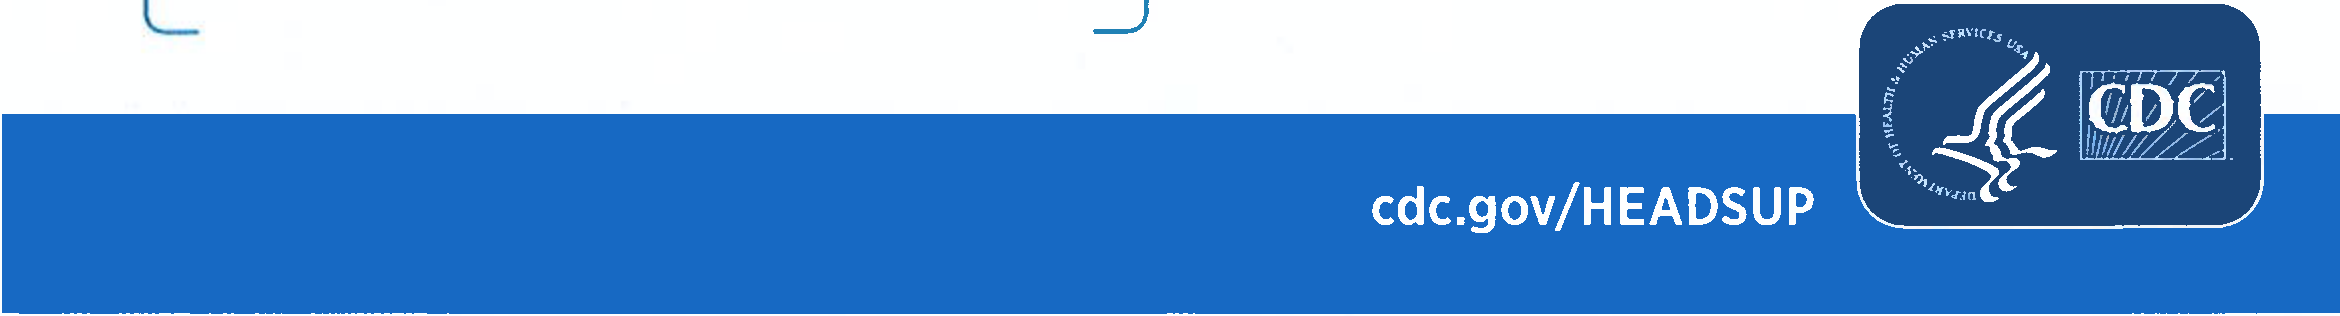 DEPARTMENT OF HEALTH & HUMAN SERVICES USA
CDC
cdc.gov/HEADSUP